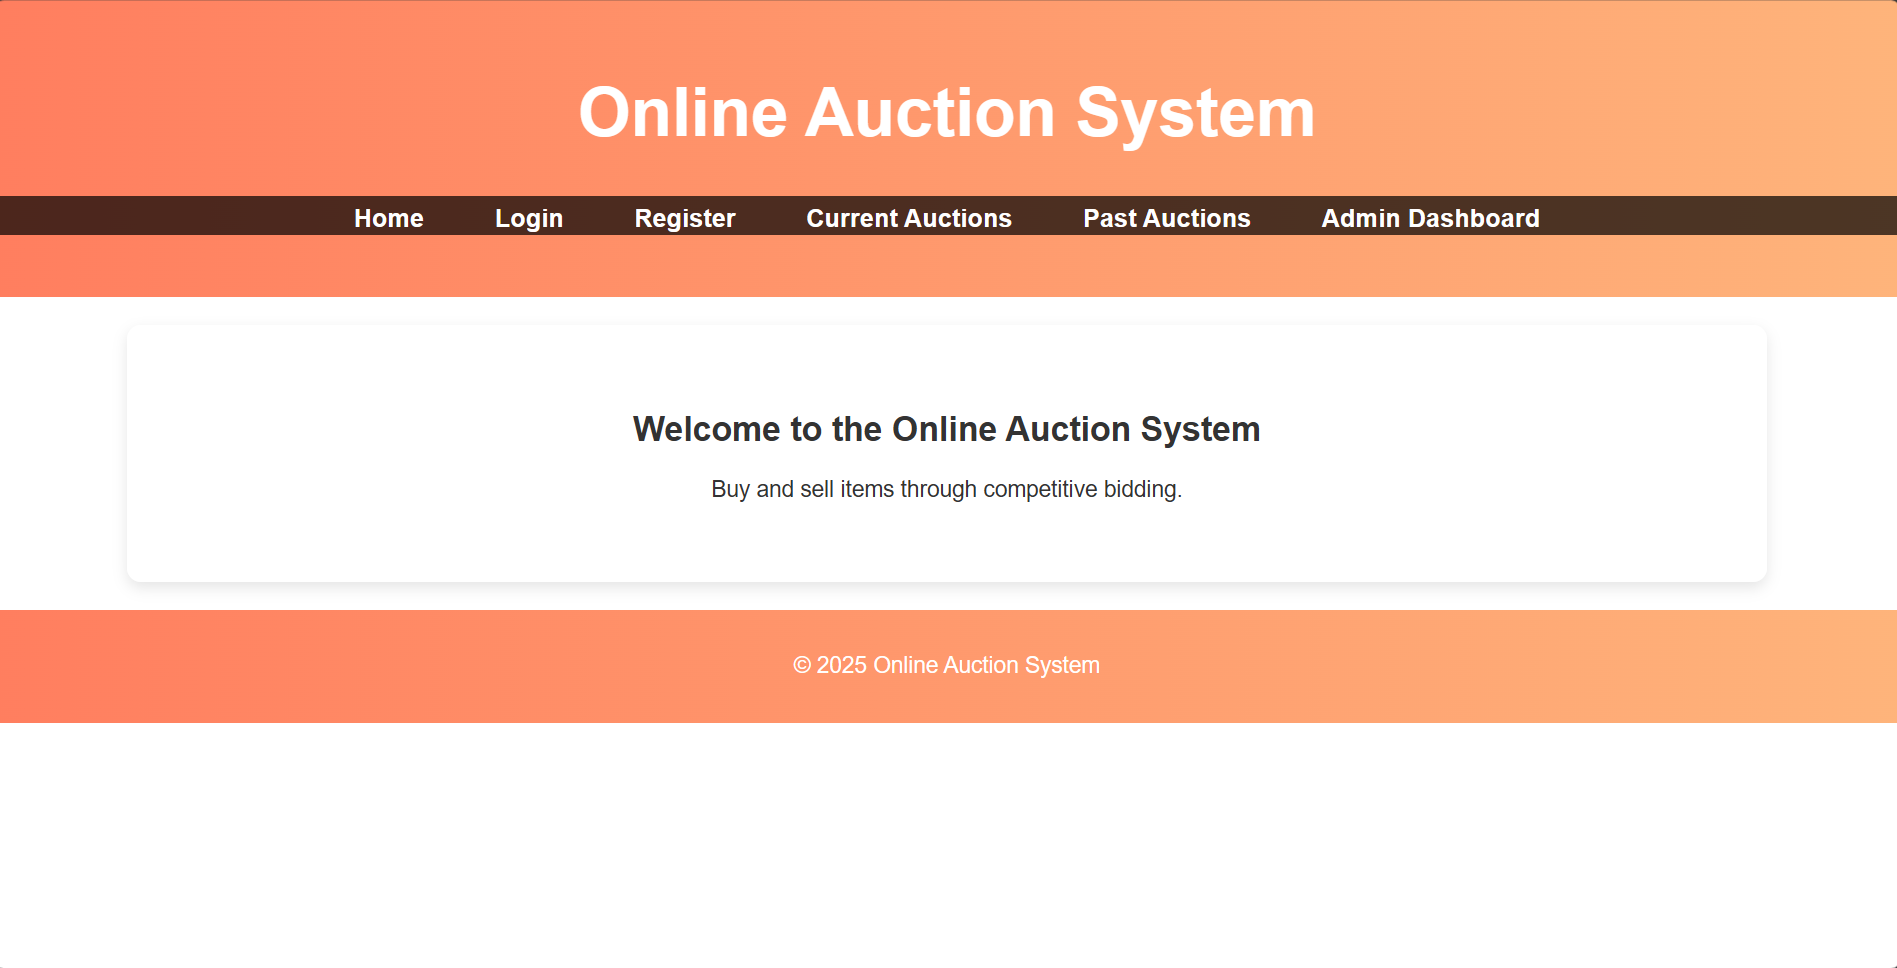 Online Auction System
Home Login Register Current Auctions Past Auctions Admin Dashboard
Welcome to the Online Auction System
Buy and sell items through competitive bidding.
© 2025 Online Auction System